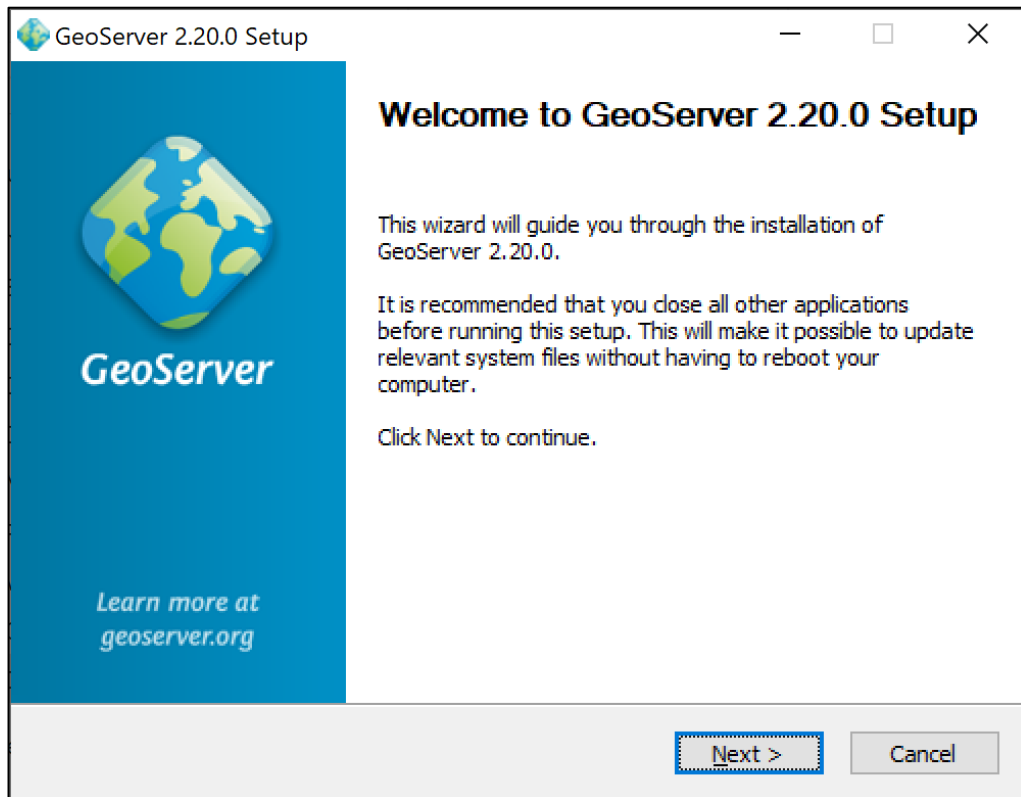 GeoServer 2.20.0 Setup
Welcome to GeoServer 2.20.0 Setup
This wizard will guide you through the installation of
GeoServer 2.20.0.
It is recommended that you close all other applications
before running this setup. This will make it possible to update
relevant system files without having to reboot your
computer.
Click Next to continue.
GeoServer
Learn more at
geoserver.org
Next >
Cancel